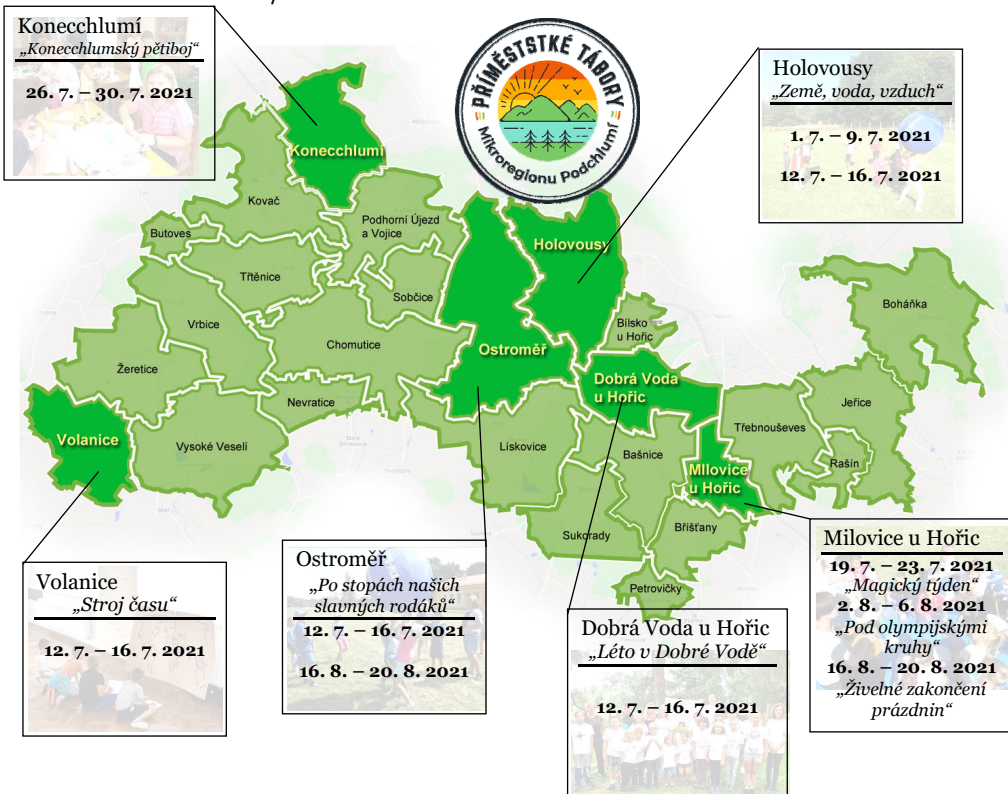 Konecchlumí
„Konecchlumský pětiboj“
26. 7. – 30. 7. 2021
PŘÍMĚSTSTKÉ TÁBORY
Mikroregionu Podchlumí
Holovousy
„Země, voda, vzduch“
1. 7. – 9. 7. 2021
12. 7. – 16. 7. 2021
Konecchlumí
Kovač
Butoves
Podhorní Újezd
a Vojice
Holovousy
Třtěnice
Sobčice
Boháňka
Vrbice
Bílsko
u Hořic
Chomutice
Ostroměř
Žeretice
Dobrá Voda
u Hořic
Nevratice
Jeřice
Třebnouševes
Volanice
Vysoké Veselí
Lískovice
Bašnice
Rašín
MIlovice
u Hořic
Sukorady
Bříšťany
Petrovičky
Volanice
„Stroj času“
12. 7. – 16. 7. 2021
Ostroměř
„Po stopách našich
slavných rodáků“
12. 7. – 16. 7. 2021
16. 8. – 20. 8. 2021
Dobrá Voda u Hořic
„Léto v Dobré Vodě“
12. 7. – 16. 7. 2021
Milovice u Hořic
19. 7. – 23. 7. 2021
„Magický týden“
2. 8. – 6. 8. 2021
„Pod olympijskými
kruhy“
16. 8. – 20. 8. 2021
„Živelné zakončení
prázdnin“